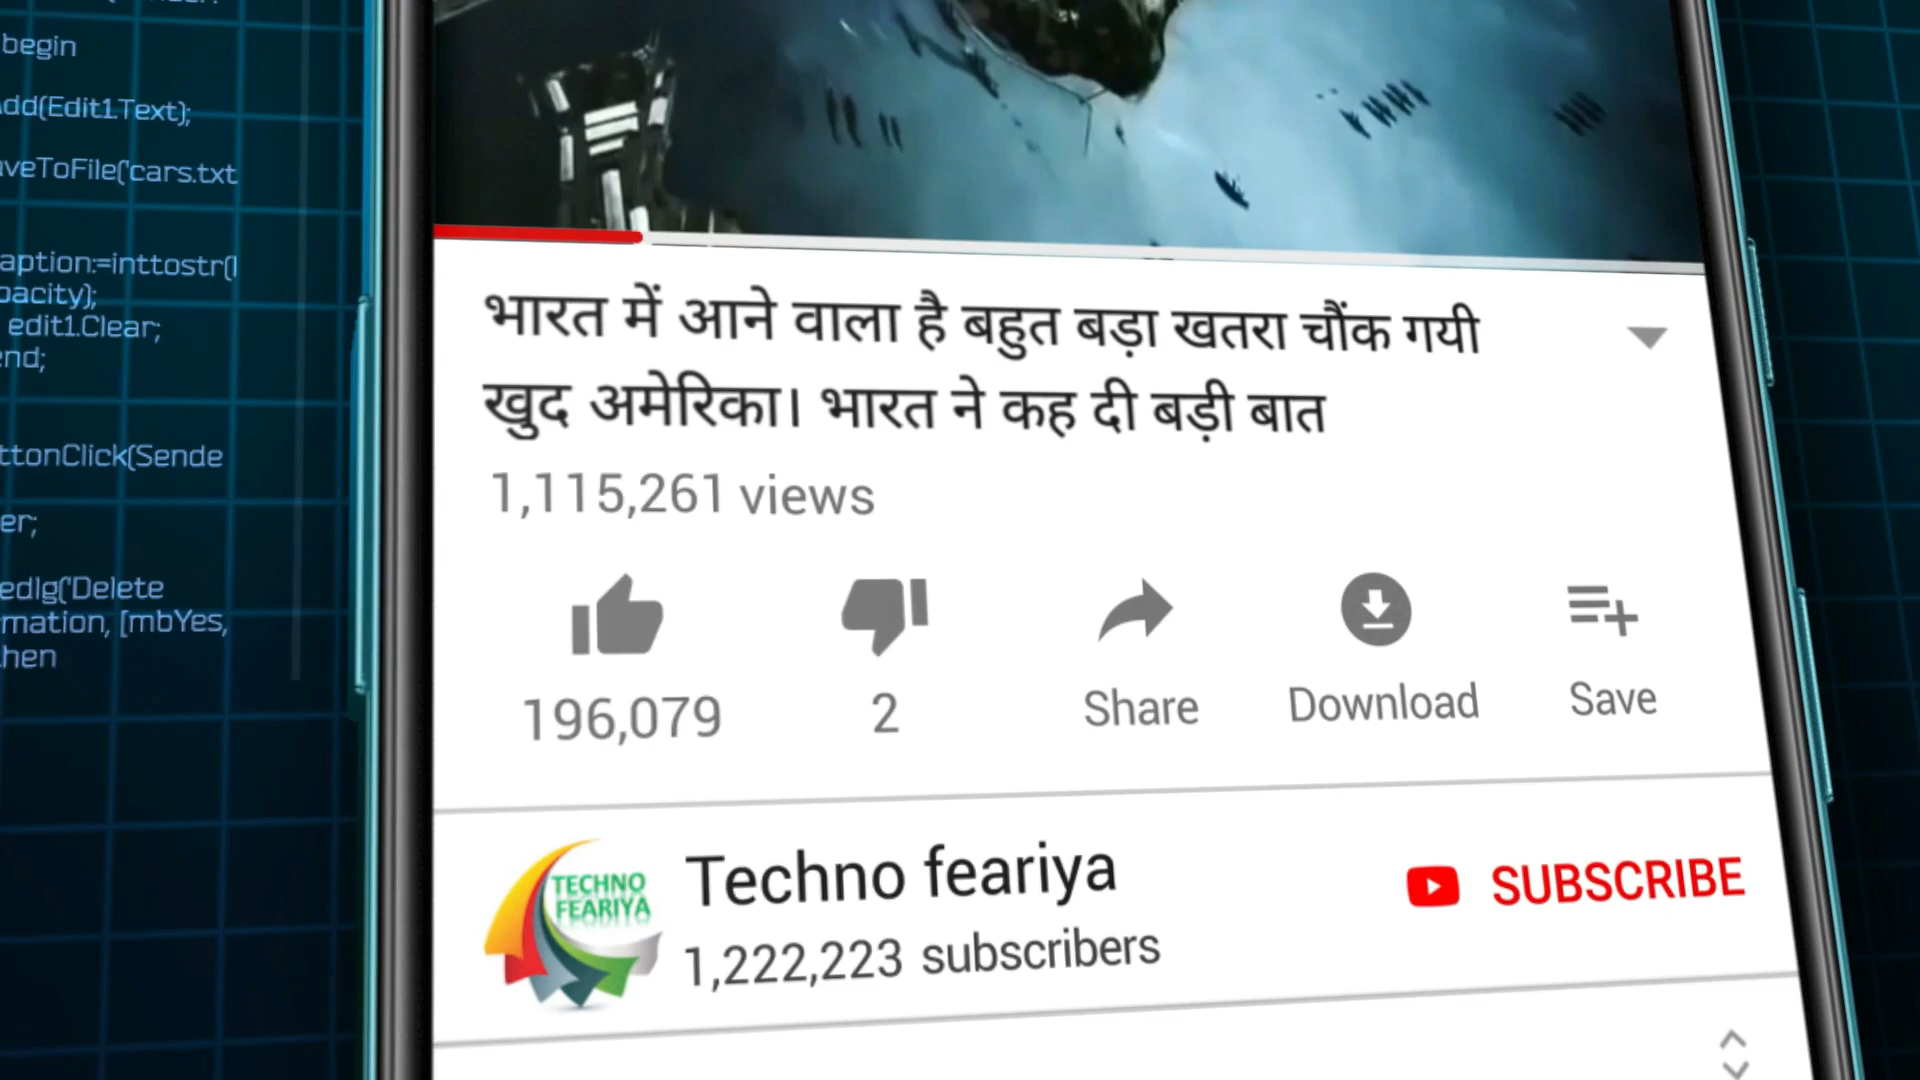 begin
dd(Edit1.Text);
aveToFile('cars.txt
aption:=inttostr(
pacity);
edit1.Clear;
end;
ttonClick(Sende
er;
edlg('Delete
mation, [mbYes,
hen
भारत में आने वाला है बहुत बड़ा खतरा चौंक गयी
खुद अमेरिका। भारत ने कह दी बड़ी बात
1,115,261 views
196,079
2
Share
Download
Save
TECHNO
FEARIYA
Techno feariya
1,222,223 subscribers
SUBSCRIBE